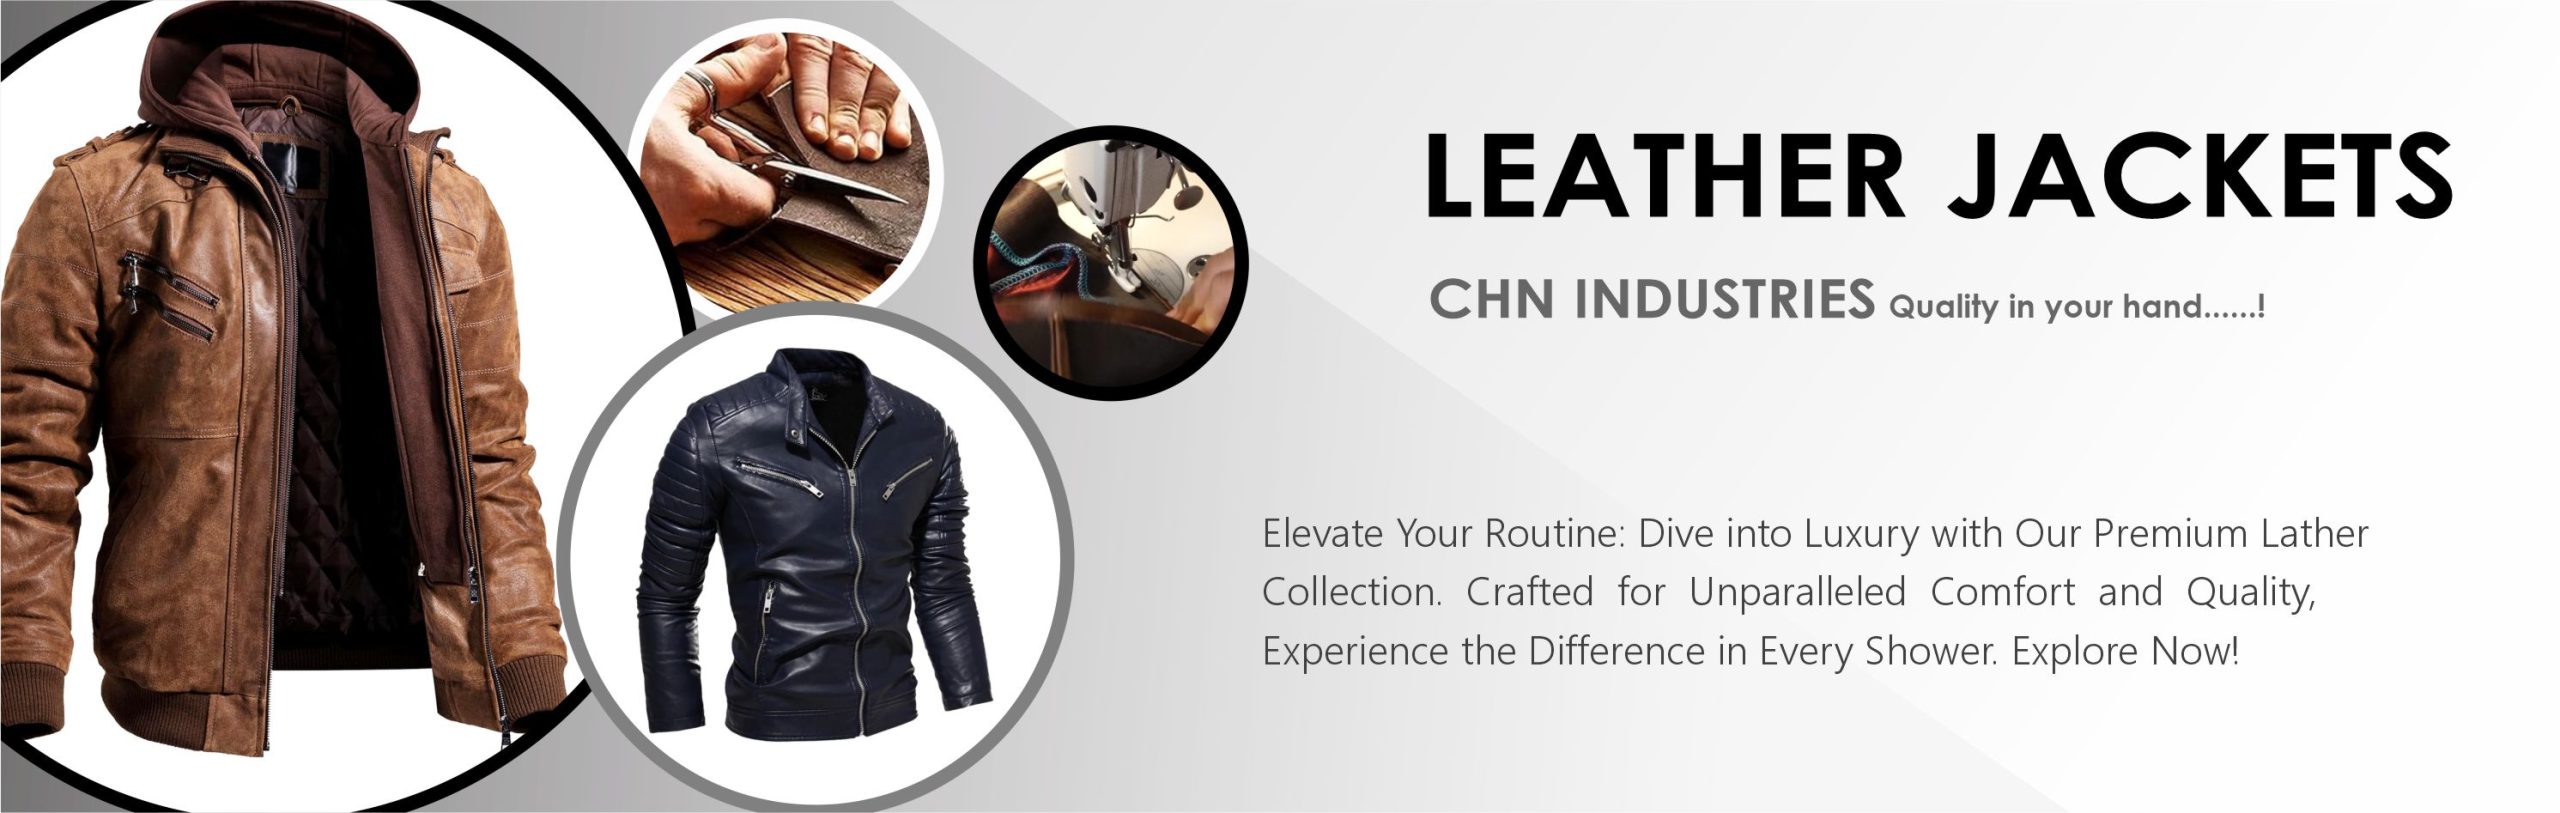 LEATHER JACKETS
CHN INDUSTRIES Quality in your hand......!
Elevate Your Routine: Dive into Luxury with Our Premium Lather
Collection. Crafted for Unparalleled Comfort and Quality,
Experience the Difference in Every Shower. Explore Now!